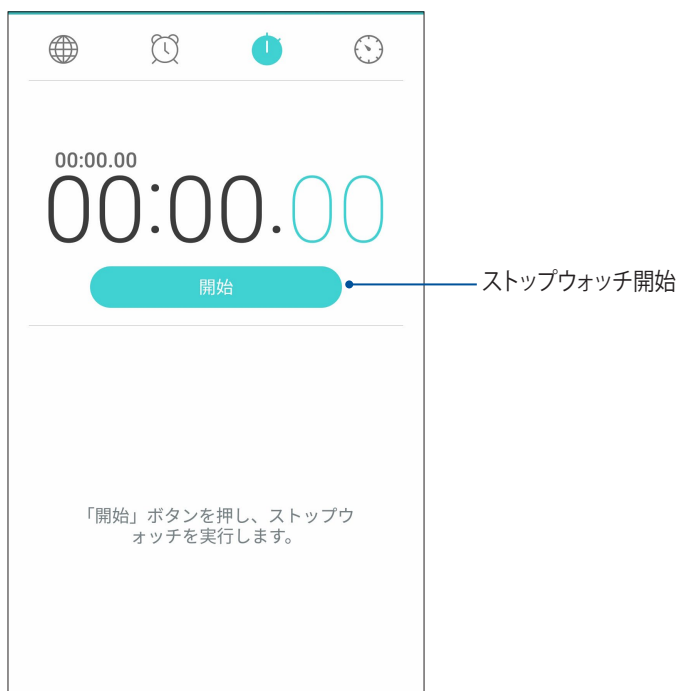 00:00.00
00:00.00
開始
ストップウォッチ開始
「開始」ボタンを押し、ストップウ
ォッチを実行します。